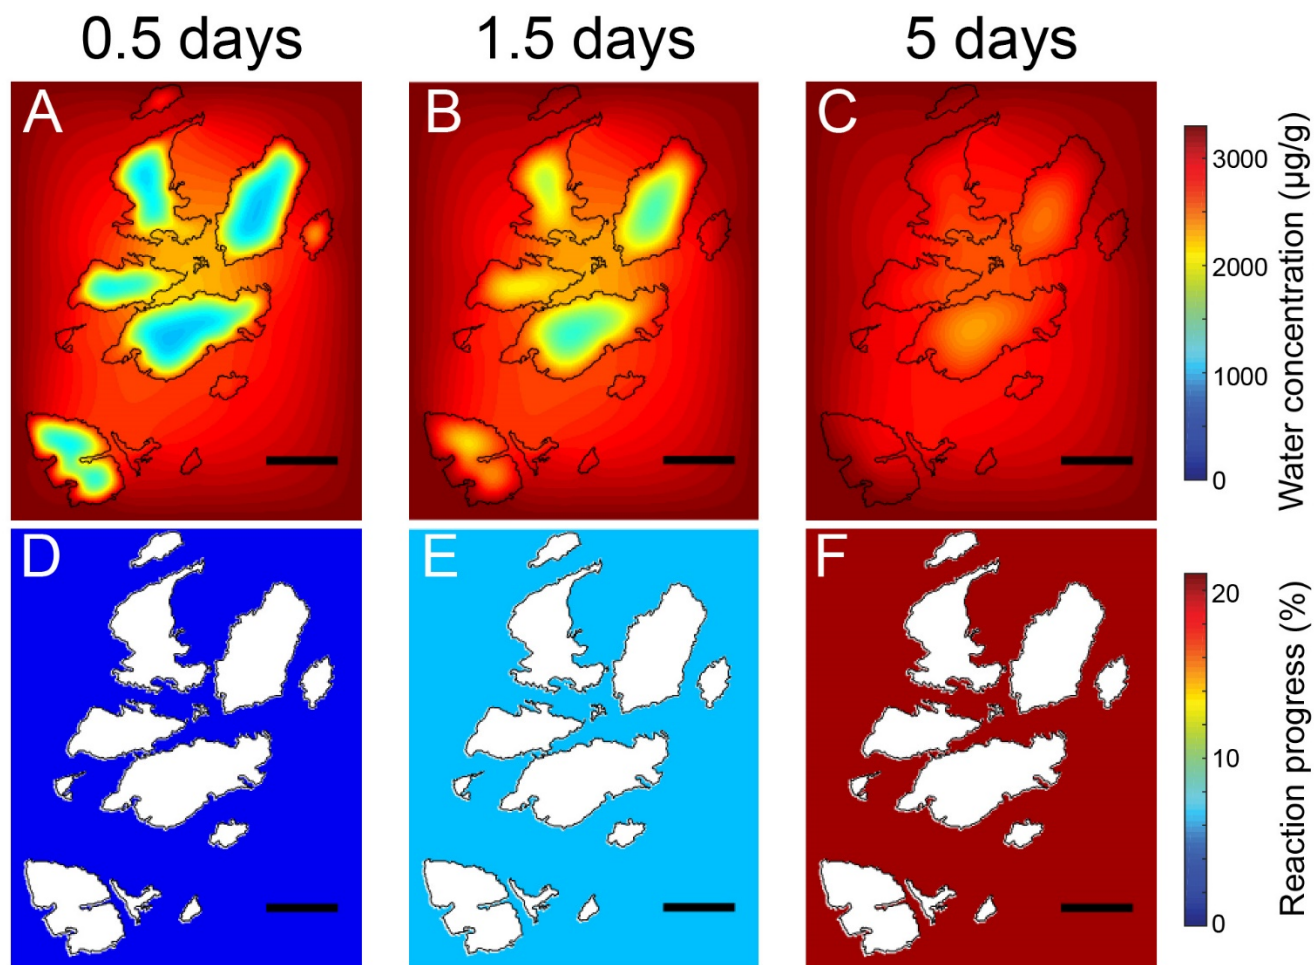 0.5 days 1.5 days 5 days
A B C
3000
2000
1000
0
Water concentration (µg/g)
D E F
20
10
0
Reaction progress (%)